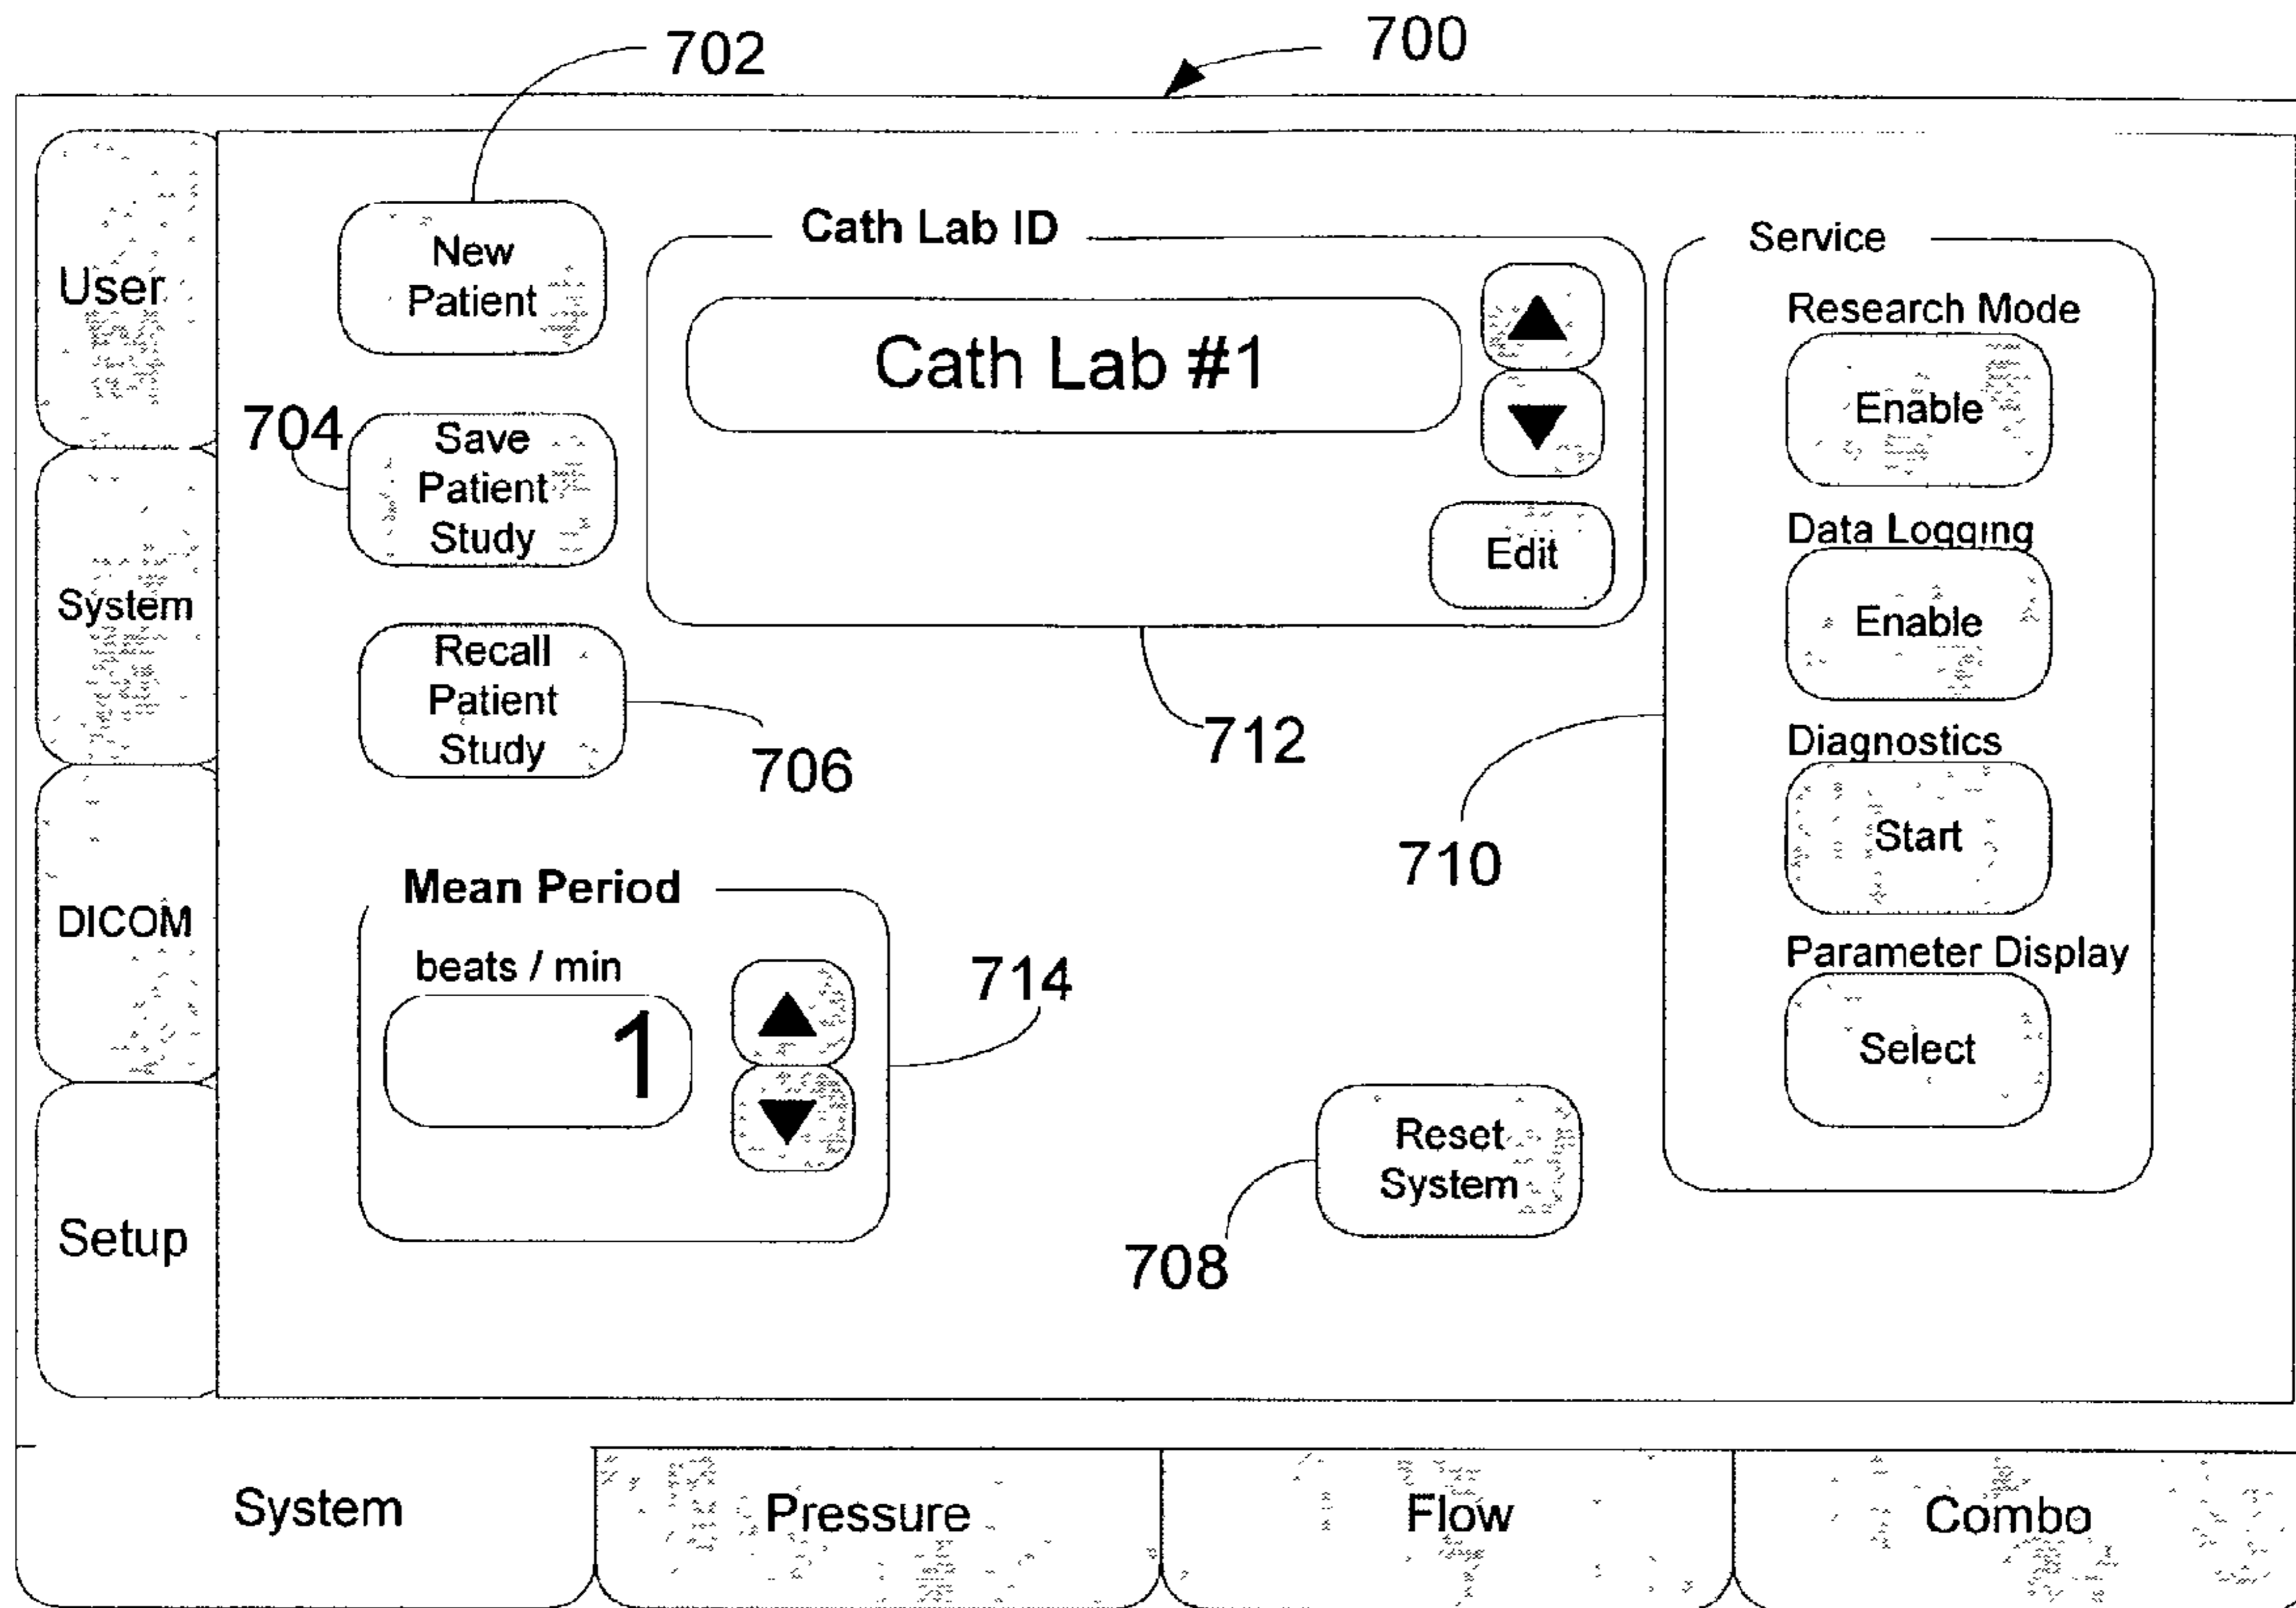 702
700
User
System
DICOM
Setup
New
Patient
704
Save
Patient
Study
Recall
Patient
Study
706
Cath Lab ID
Cath Lab #1
Edit
712
Service
Research Mode
Enable
Data Logging
Enable
Diagnostics
Start
Parameter Display
Select
710
Mean Period
beats / min
1
714
Reset
System
708
System
Pressure
Flow
Combo